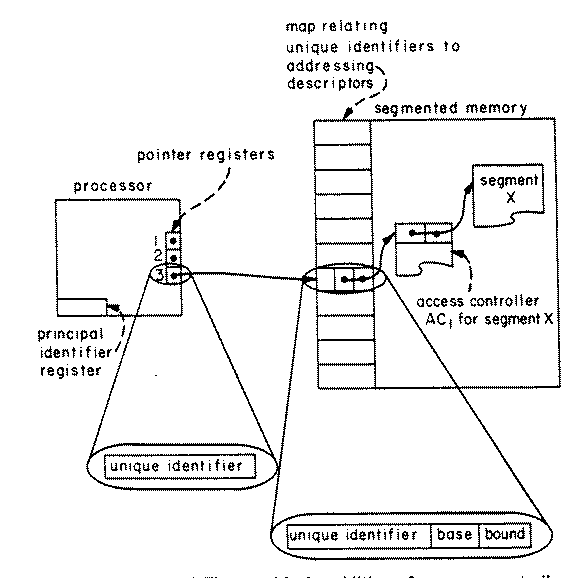 map relating
unique identifiers to
addressing
descriptors
segmented memory
pointer registers
processor
segment
X
1
2
3
access controller
AC1 for segment X
principal
identifier
register
unique identifier
unique identifier base bound